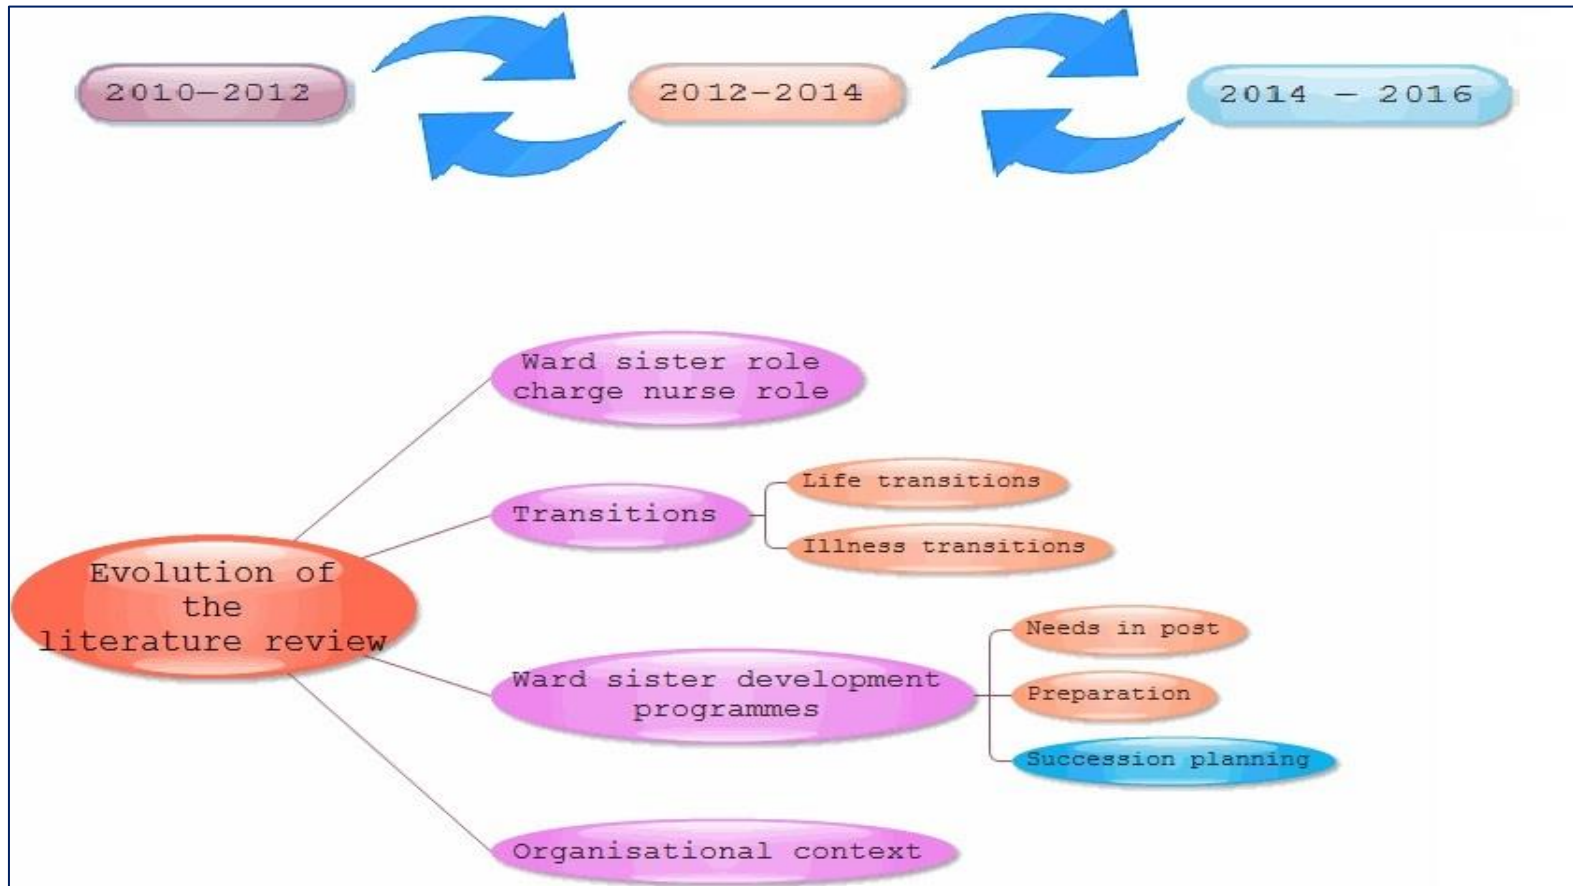 2010-2012
2012-2014
2014 - 2016
Ward sister role
charge nurse role
Transitions
Life transitions
Illness transitions
Evolution of
the
literature review
Ward sister development
programmes
Needs in post
Preparation
Succession planning
Organisational context